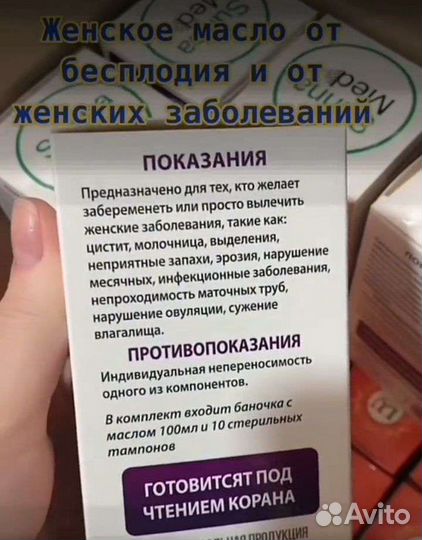 Женское масло от
бесплодия и от
женских заболеваний
Sunna
Med
ПОКАЗАНИЯ
Предназначено для тех, кто желает
забеременеть или просто вылечить
женские заболевания, такие как:
цистит, молочница, выделения,
неприятные запахи, эрозия, нарушение
месячных, инфекционные заболевания,
непроходимость маточных труб,
нарушение овуляции, сужение
влагалища.
ПРОТИВОПОКАЗАНИЯ
Индивидуальная непереносимость
одного из компонентов.
В комплект входит баночка с
маслом 100мл и 10 стерильных
тампонов
ГОТОВИТСЯТ ПОД
ЧТЕНИЕМ КОРАНА
ПРОДУКЦИЯ
Avito